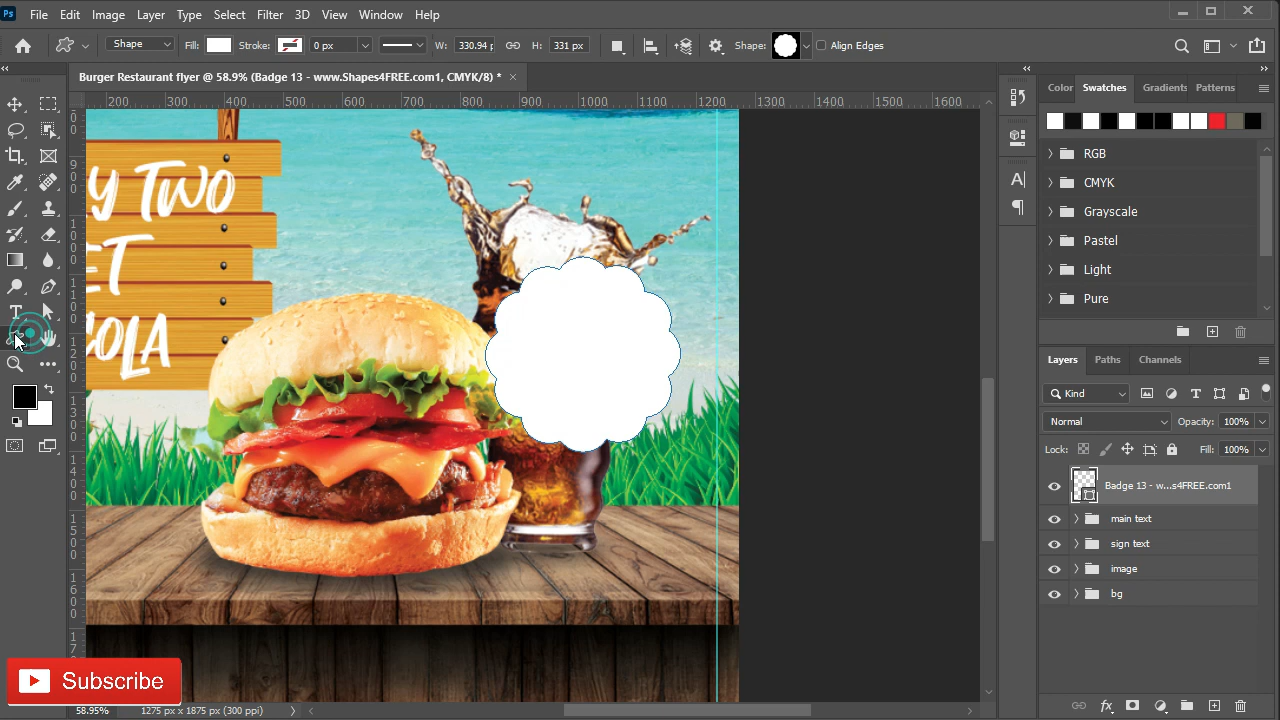 Ps File Edit Image Layer Type Select Filter 3D View Window Help
Shape Fill: Stroke: 0 px W: 330.94 p H: 331 px Shape: Align Edges
Burger Restaurant flyer @ 58.9% (Badge 13 - www.Shapes4FREE.com1, CMYK/8) * ×
Color Swatches Gradients Patterns
200 300 400 500 600 700 800 900 1000 1100 1200 1300 1400 1500 1600
RGB
CMYK
Grayscale
Pastel
Light
Pure
Y TWO
ET
COLA
Layers Paths Channels
Kind
Normal Opacity: 100%
Lock: Fill: 100%
Badge 13 - w...s4FREE.com1
main text
sign text
image
bg
Subscribe
58.95% 1275 px x 1875 px (300 ppi)